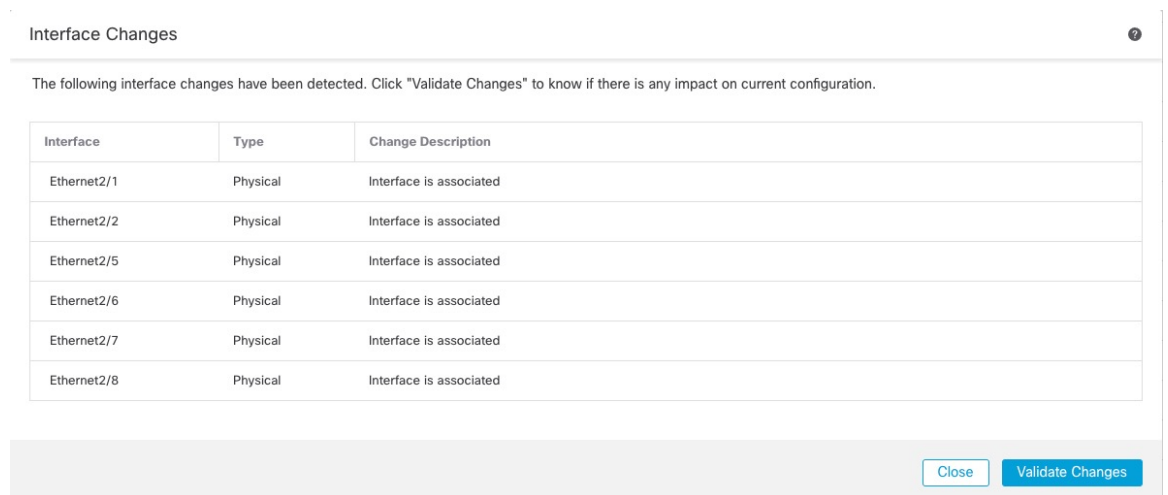 Interface Changes
The following interface changes have been detected. Click "Validate Changes" to know if there is any impact on current configuration.
Interface Type Change Description
Ethernet2/1 Physical Interface is associated
Ethernet2/2 Physical Interface is associated
Ethernet2/5 Physical Interface is associated
Ethernet2/6 Physical Interface is associated
Ethernet2/7 Physical Interface is associated
Ethernet2/8 Physical Interface is associated
Close Validate Changes